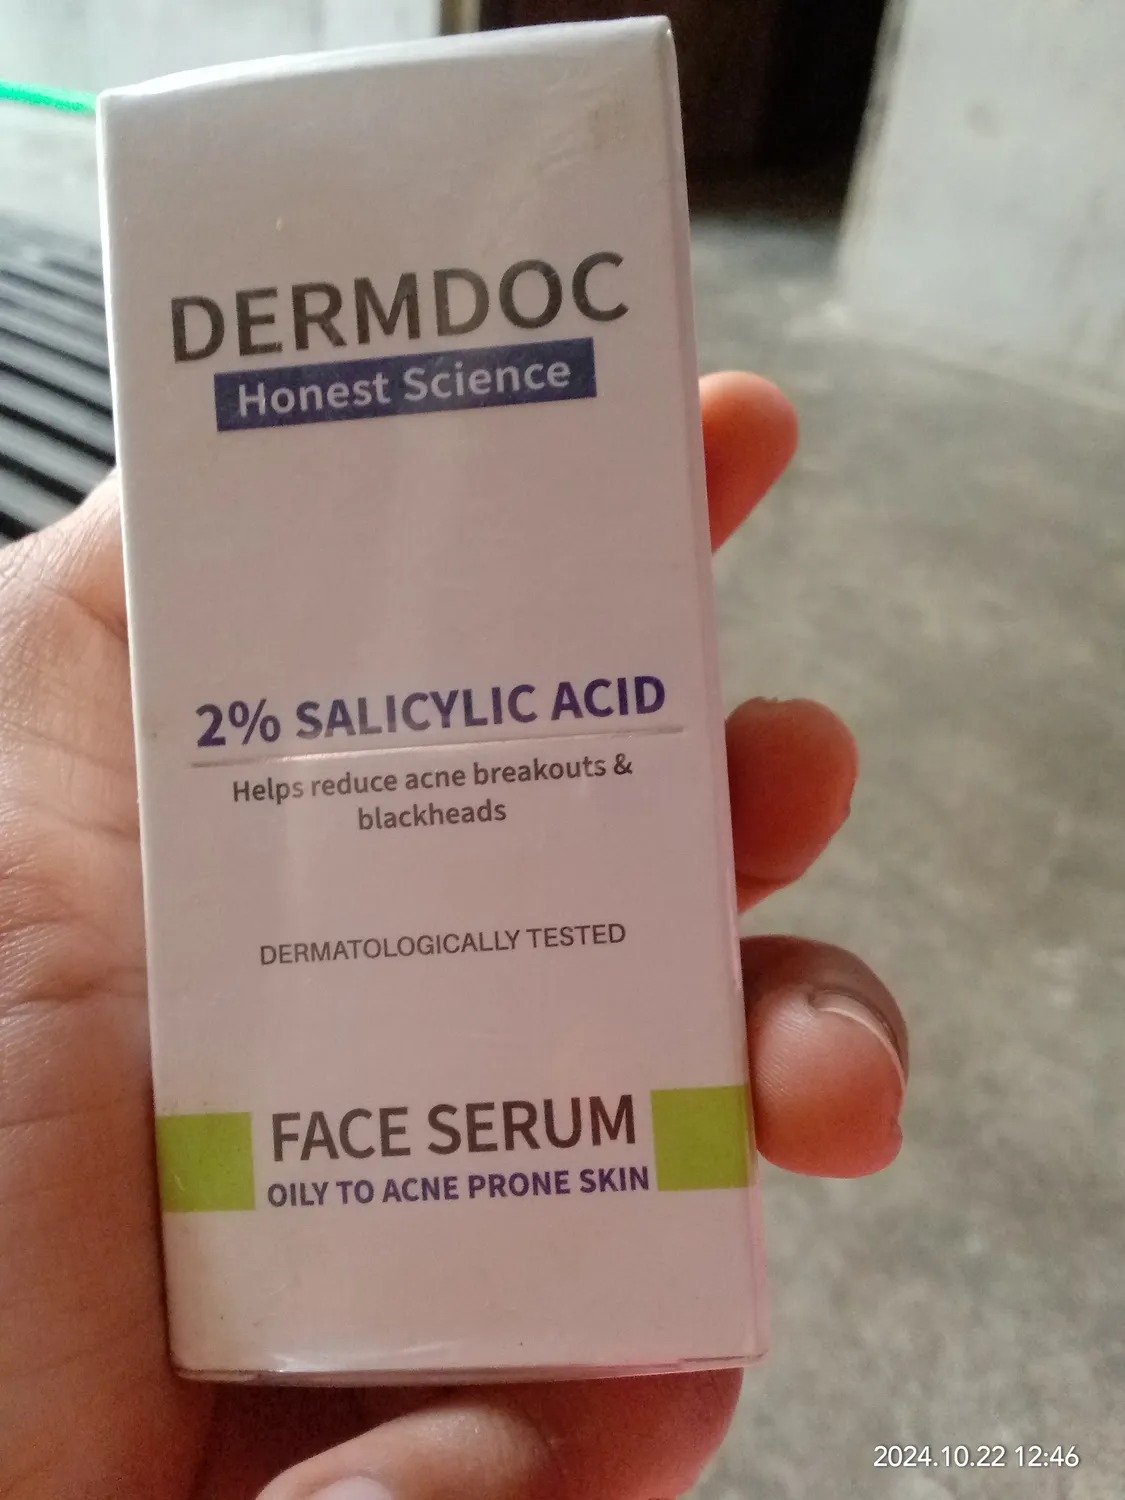 DERMDOC
Honest Science
2% SALICYLIC ACID
Helps reduce acne breakouts &
blackheads
DERMATOLOGICALLY TESTED
FACE SERUM
OILY TO ACNE PRONE SKIN
2024.10.22 12:46